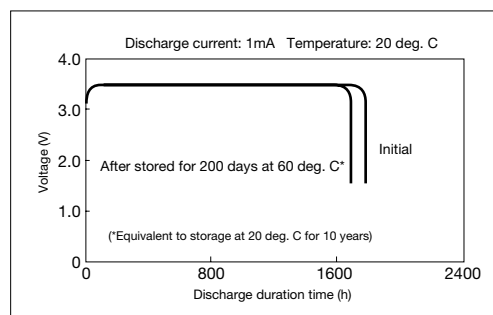 Discharge current: 1mA Temperature: 20 deg. C
4.0
3.0
2.0
1.0
0
Voltage (V)
Initial
After stored for 200 days at 60 deg. C*
(*Equivalent to storage at 20 deg. C for 10 years)
0 800 1600 2400
Discharge duration time (h)